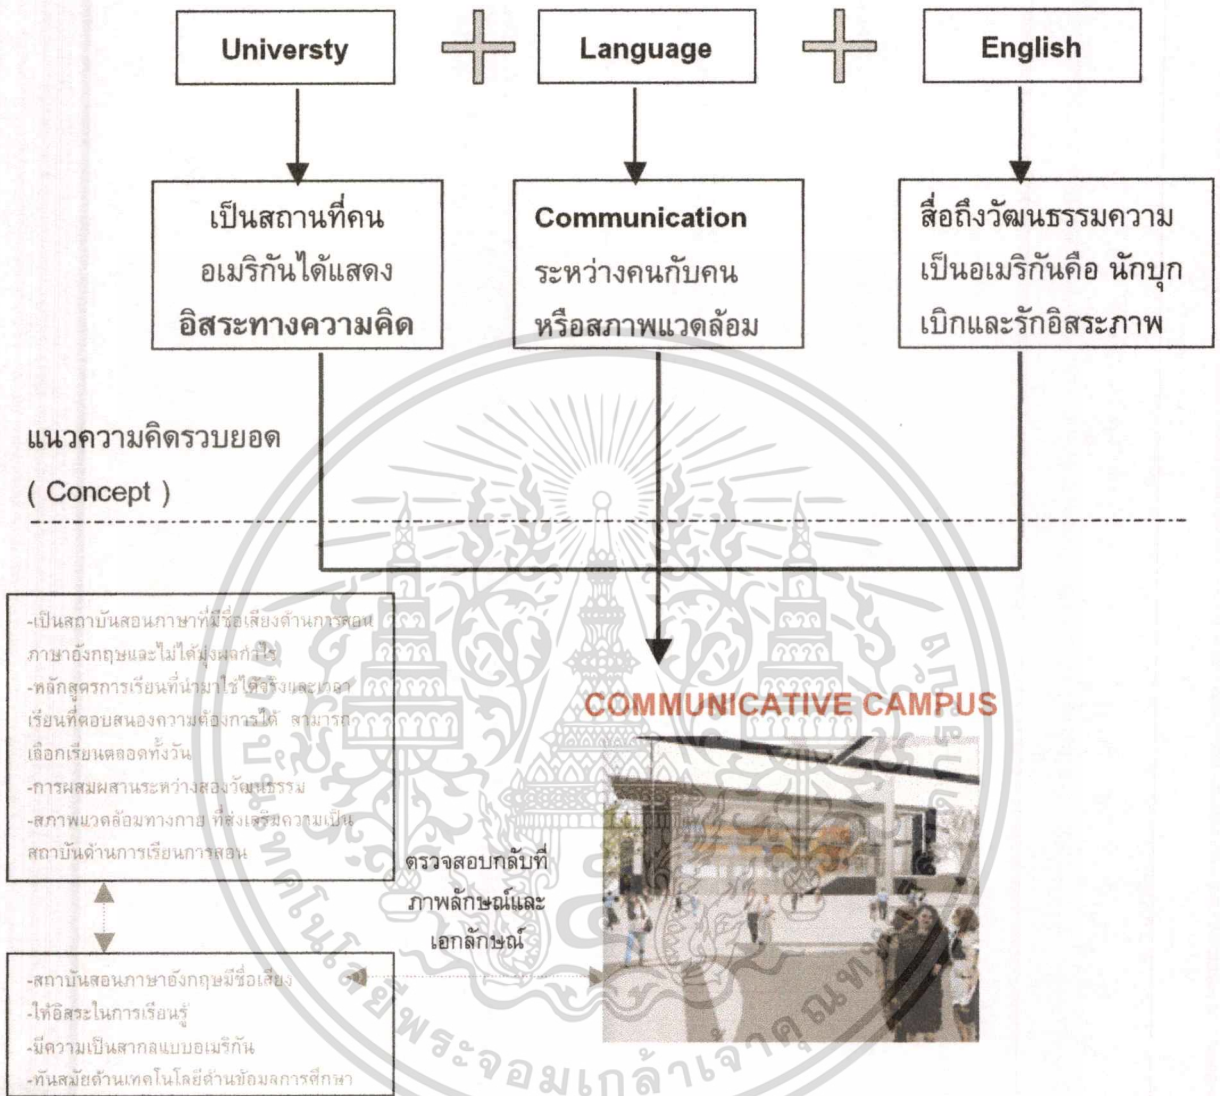 Universty
Language
English
เป็นสถานที่คน
อเมริกันได้แสดง
อิสระทางความคิด
Communication
ระหว่างคนกับคน
หรือสภาพแวดล้อม
สื่อถึงวัฒนธรรมความ
เป็นอเมริกันคือ นักบุก
เบิกและรักอิสระภาพ
แนวความคิดรวบยอด
( Concept )
-เป็นสถาบันสอนภาษาที่มีชื่อเสียงด้านการสอน
ภาษาอังกฤษและไม่ได้มุ่งผลกำไร
-หลักสูตรการเรียนที่นำมาใช้ได้จริงและเวลา
เรียนที่ตอบสนองความต้องการได้ สามารถ
เลือกเรียนตลอดทั้งวัน
-การผสมผสานระหว่างสองวัฒนธรรม
-สภาพแวดล้อมทางกาย ที่ส่งเสริมความเป็น
สถาบันด้านการเรียนการสอน
COMMUNICATIVE CAMPUS
ตรวจสอบกลับที่
ภาพลักษณ์และ
เอกลักษณ์
-สถาบันสอนภาษาอังกฤษมีชื่อเสียง
-ให้อิสระในการเรียนรู้
-มีความเป็นสากลแบบอเมริกัน
-ทันสมัยด้านเทคโนโลยีด้านข้อมูลการศึกษา